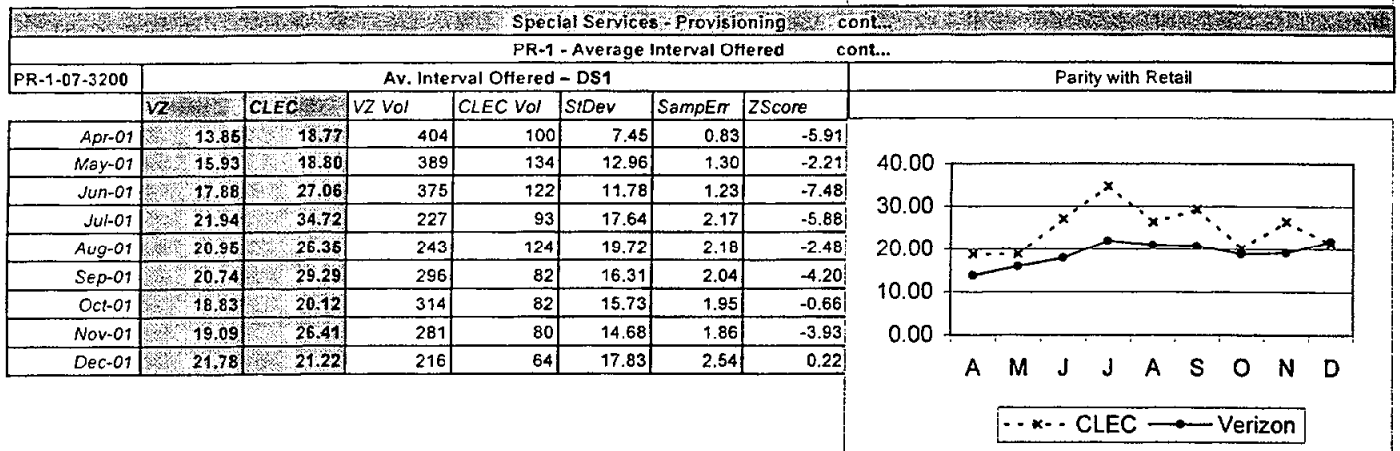 Special Services - Provisioning cont...
PR-1 - Average Interval Offered cont...
PR-1-07-3200 Av. Interval Offered – DS1 Parity with Retail
VZ CLEC VZ Vol CLEC Vol StDev SampErr ZScore
Apr-01 13.85 18.77 404 100 7.45 0.83 -5.91
May-01 15.93 18.80 389 134 12.96 1.30 -2.21
Jun-01 17.88 27.06 375 122 11.78 1.23 -7.48
Jul-01 21.94 34.72 227 93 17.64 2.17 -5.88
Aug-01 20.95 26.35 243 124 19.72 2.18 -2.48
Sep-01 20.74 29.29 296 82 16.31 2.04 -4.20
Oct-01 18.83 20.12 314 82 15.73 1.95 -0.66
Nov-01 19.09 26.41 281 80 14.68 1.86 -3.93
Dec-01 21.78 21.22 216 64 17.83 2.54 0.22
40.00
30.00
20.00
10.00
0.00
A M J J A S O N D
CLEC Verizon